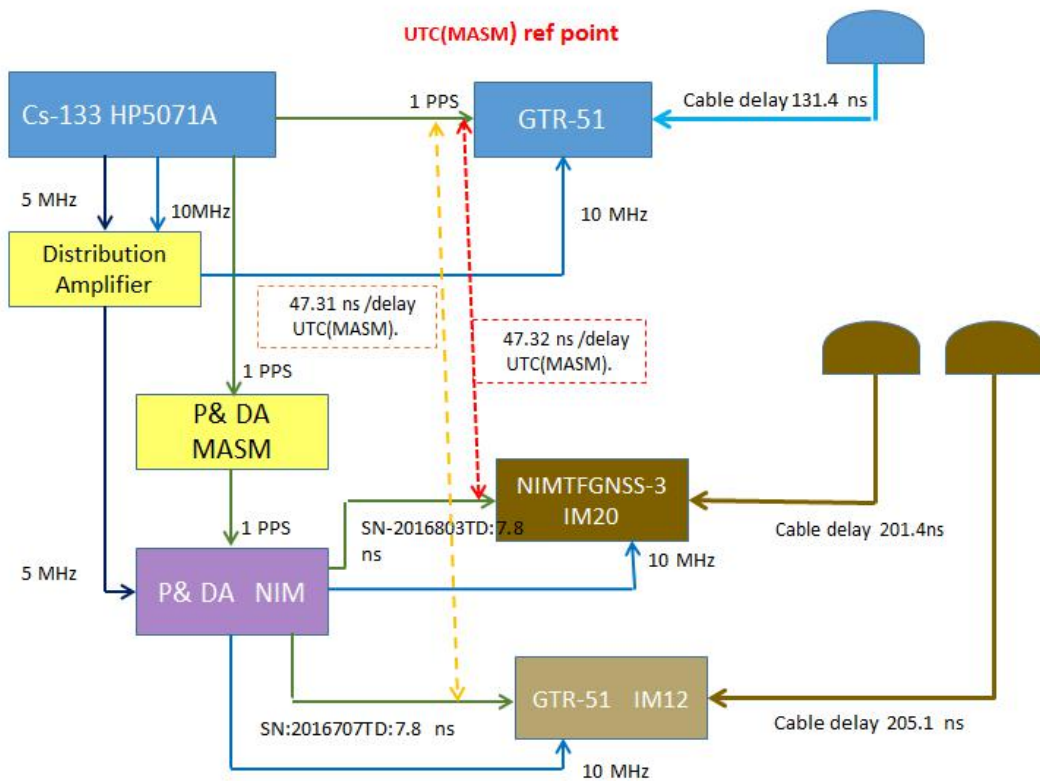 UTC(MASM) ref point
Cs-133 HP5071A
1 PPS
GTR-51
Cable delay 131.4 ns
5 MHz
10MHz
10 MHz
Distribution
Amplifier
47.31 ns /delay
UTC(MASM).
47.32 ns /delay
UTC(MASM).
1 PPS
P& DA
MASM
NIMTFGNSS-3
IM20
1 PPS
SN-2016803TD:7.8
ns
Cable delay 201.4ns
10 MHz
5 MHz
P& DA NIM
GTR-51 IM12
SN:2016707TD:7.8 ns
Cable delay 205.1 ns
10 MHz